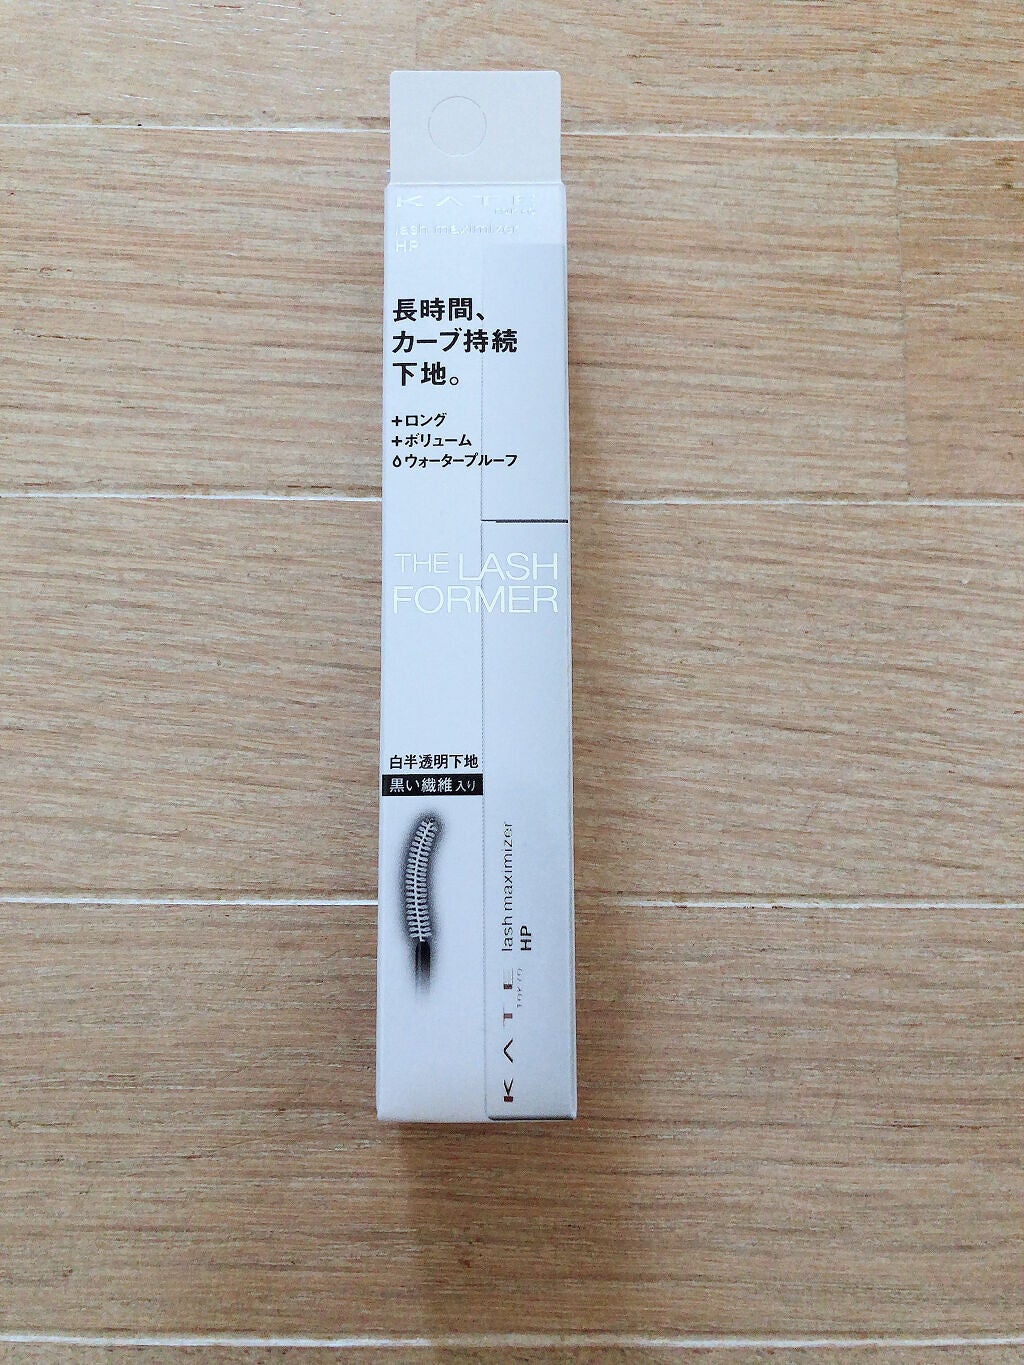 KATE
TOKYO
lash maximizer
HP
長時間、
カーブ持続
下地。
+ロング
+ボリューム
ウォータープルーフ
THE LASH
FORMER
白半透明下地
黒い繊維入り
KATE
TOKYO
lash maximizer
HP